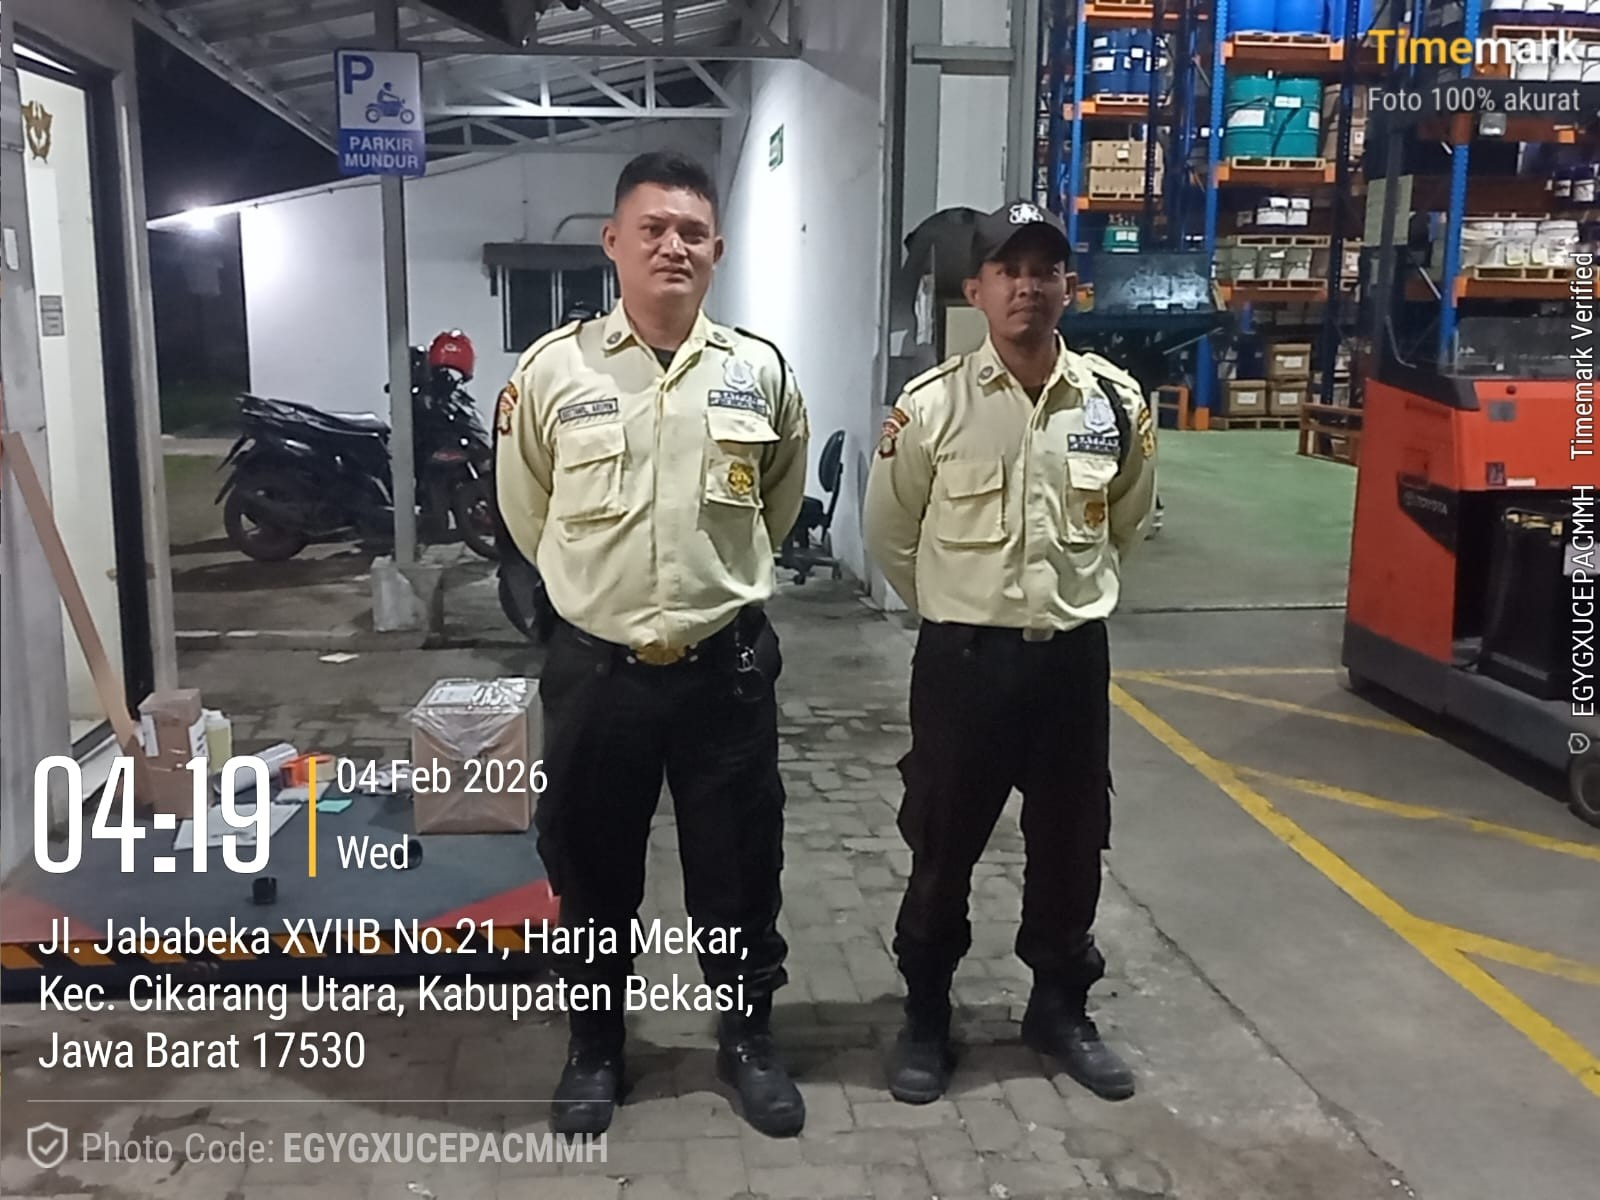 Timemark
Foto 100% akurat
P
PARKIR
MUNDUR
TOYOTA
EGYGXUCEPACMMH Timemark Verified
04:19
04 Feb 2026
Wed
Jl. Jababeka XVIIB No.21, Harja Mekar,
Kec. Cikarang Utara, Kabupaten Bekasi,
Jawa Barat 17530
Photo Code: EGYGXUCEPACMMH